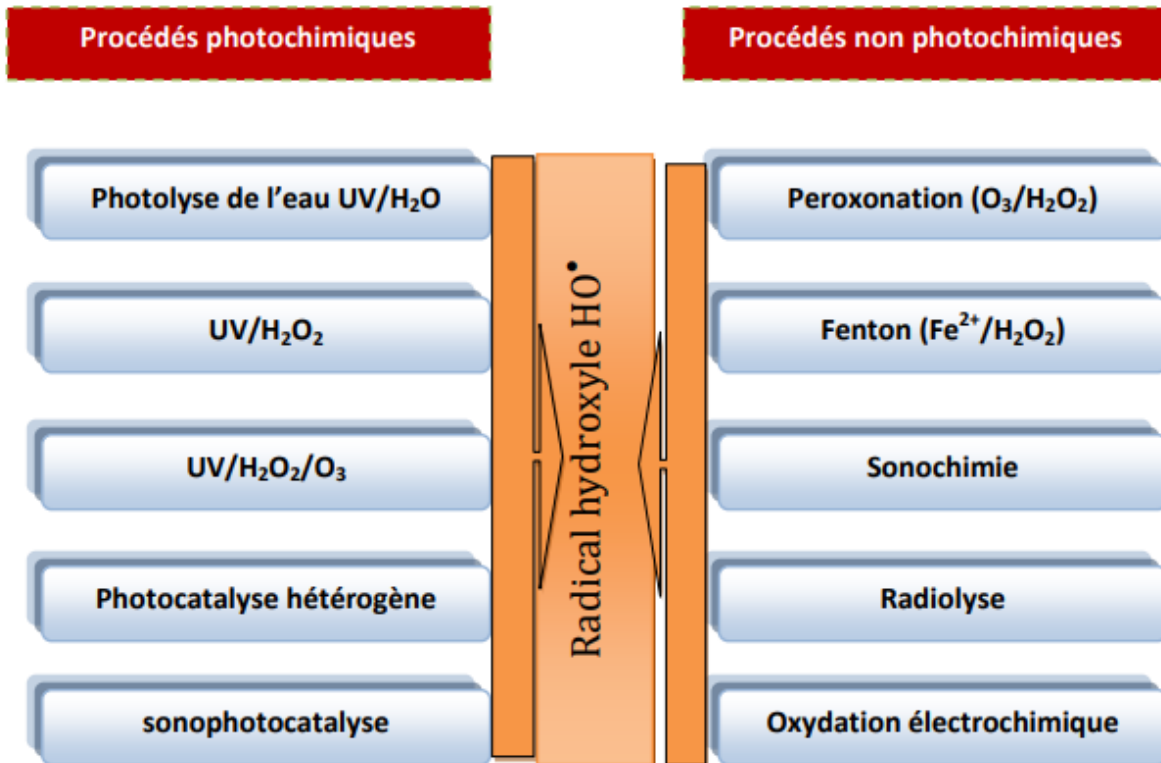 Procédés photochimiques
Procédés non photochimiques
Photolyse de l'eau UV/H₂O
UV/H₂O₂
UV/H₂O₂/O₃
Photocatalyse hétérogène
sonophotocatalyse
Radical hydroxyle HO•
Peroxonation (O₃/H₂O₂)
Fenton (Fe²⁺/H₂O₂)
Sonochimie
Radiolyse
Oxydation électrochimique